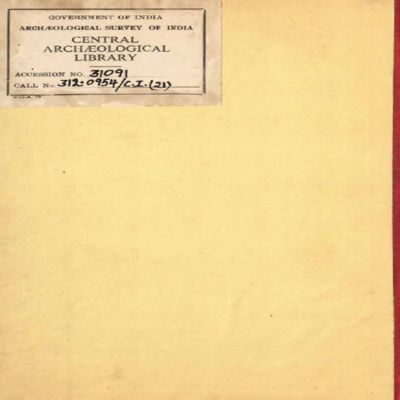 GOVERNMENT OF INDIA
ARCHÆOLOGICAL SURVEY OF INDIA
CENTRAL
ARCHÆOLOGICAL
LIBRARY
ACCESSION NO. 31091
CALL No. 312.0954/C.I.(21)